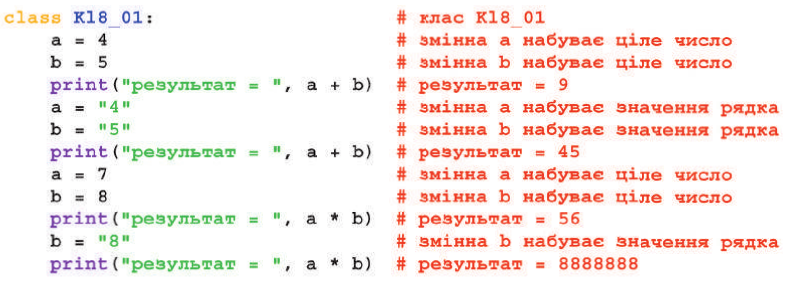 class Kl8_01: # клас Kl8_01
a = 4 # змінна a набуває ціле число
b = 5 # змінна b набуває ціле число
print("результат = ", a + b) # результат = 9
a = "4" # змінна a набуває значення рядка
b = "5" # змінна b набуває значення рядка
print("результат = ", a + b) # результат = 45
a = 7 # змінна a набуває ціле число
b = 8 # змінна b набуває ціле число
print("результат = ", a * b) # результат = 56
b = "8" # змінна b набуває значення рядка
print("результат = ", a * b) # результат = 8888888